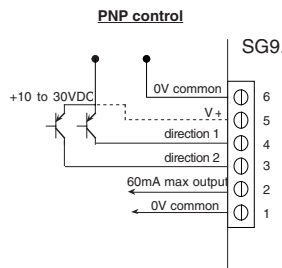 PNP control
SG9.
0V common
6
+10 to 30VDC
V+
5
direction 1
4
direction 2
3
60mA max output
2
0V common
1